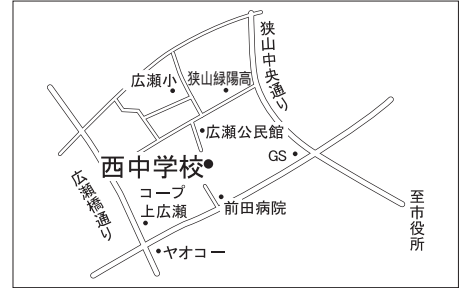 狭山中央通り
広瀬小
狭山緑陽高
広瀬公民館
西中学校
GS
広瀬橋通り
コープ
上広瀬
前田病院
至市役所
ヤオコー